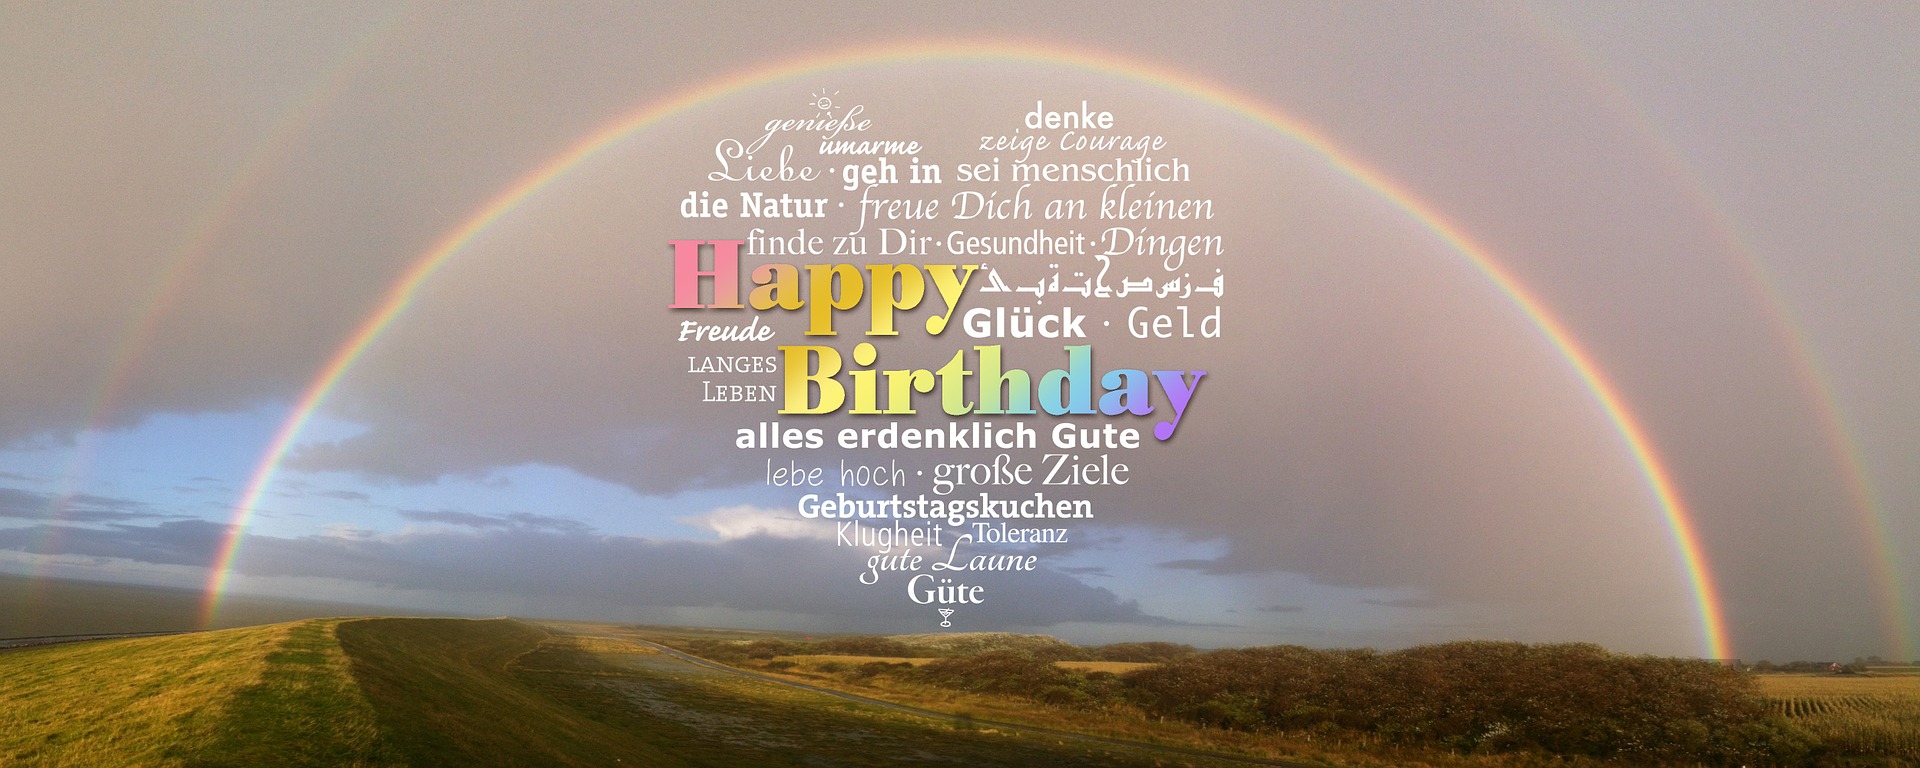 genieße denke
umarme zeige Courage
Liebe · geh in sei menschlich
die Natur · freue Dich an kleinen
finde zu Dir · Gesundheit · Dingen
Happy
Freude Glück · Geld
LANGES
LEBEN Birthday
alles erdenklich Gute
lebe hoch · große Ziele
Geburtstagskuchen
Klugheit Toleranz
gute Laune
Güte